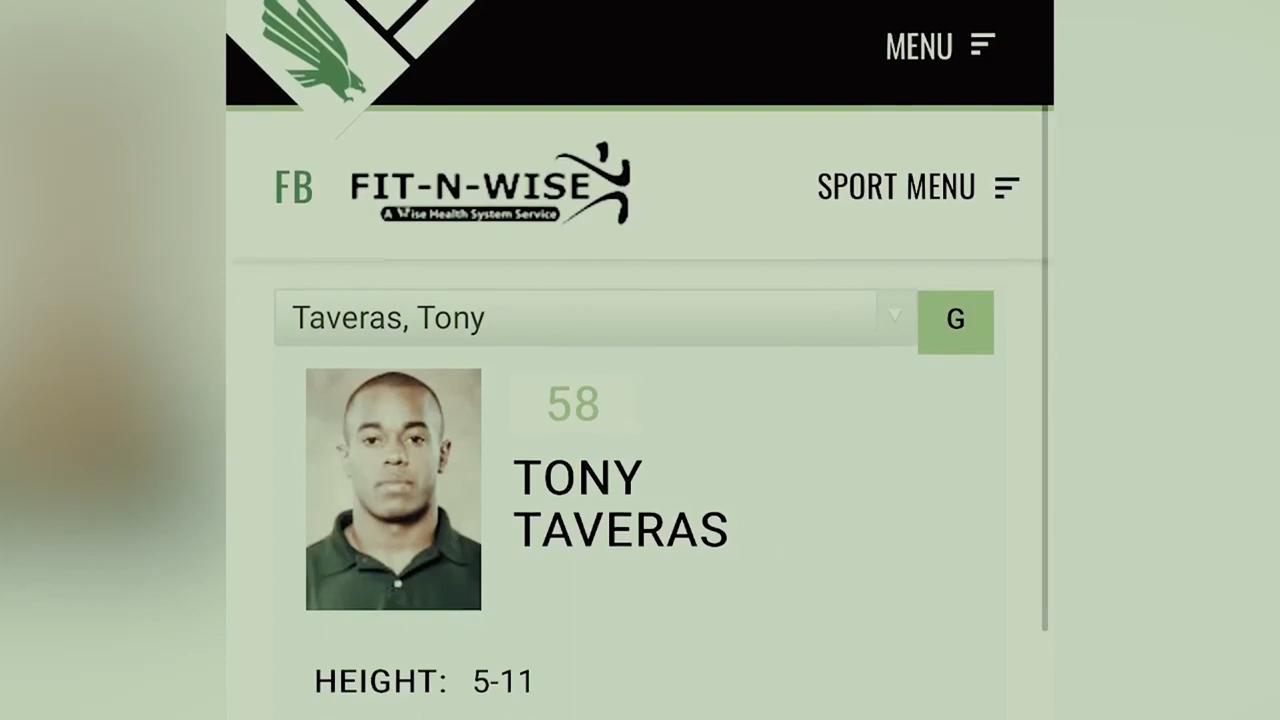 MENU
FB
FIT-N-WISE
A Wise Health System Service
SPORT MENU
Taveras, Tony
G
58
TONY
TAVERAS
HEIGHT: 5-11